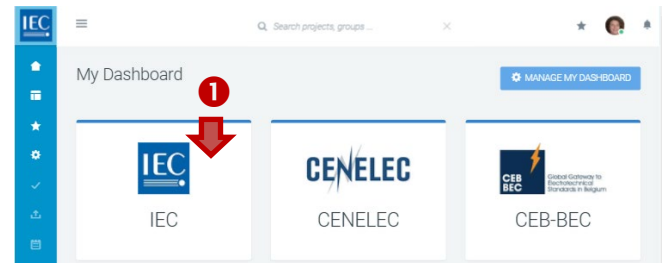 IEC
Search projects, groups ...
My Dashboard
MANAGE MY DASHBOARD
1
IEC
CENELEC
CEB
BEC
Global Gateway to
Electrotechnical
Standards in Belgium
IEC
CENELEC
CEB-BEC